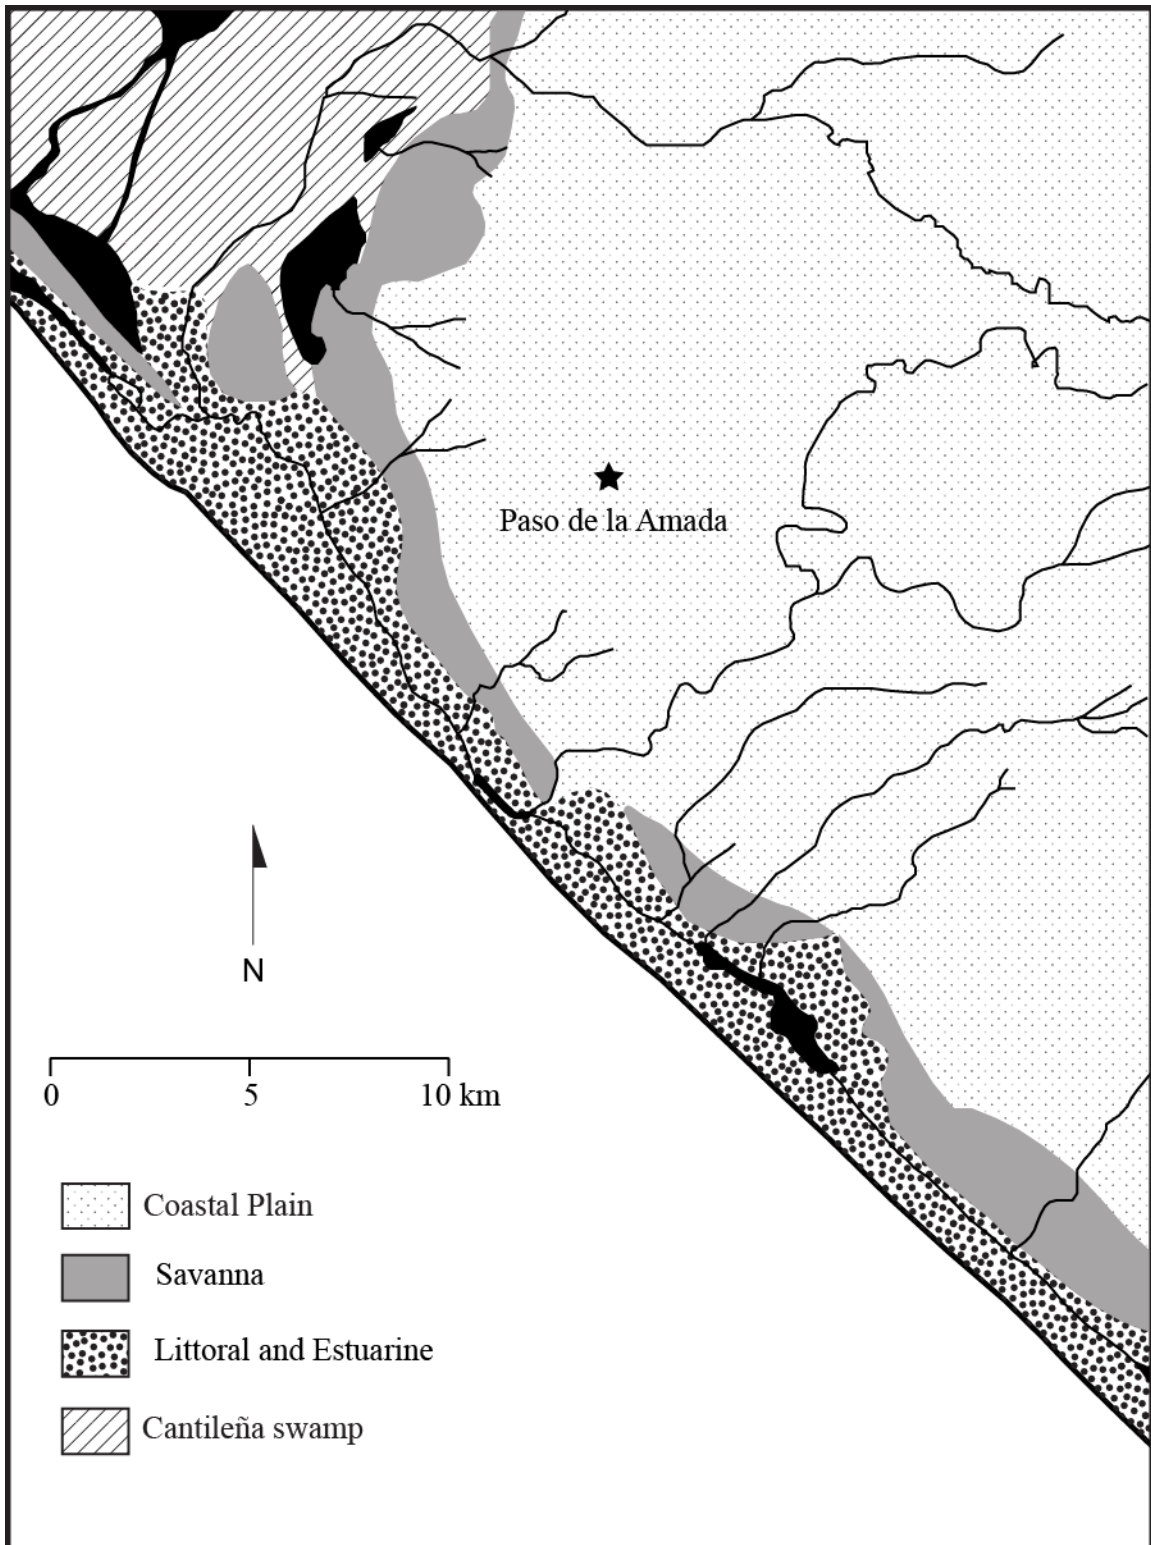 Paso de la Amada
N
0 5 10 km
Coastal Plain
Savanna
Littoral and Estuarine
Cantileña swamp